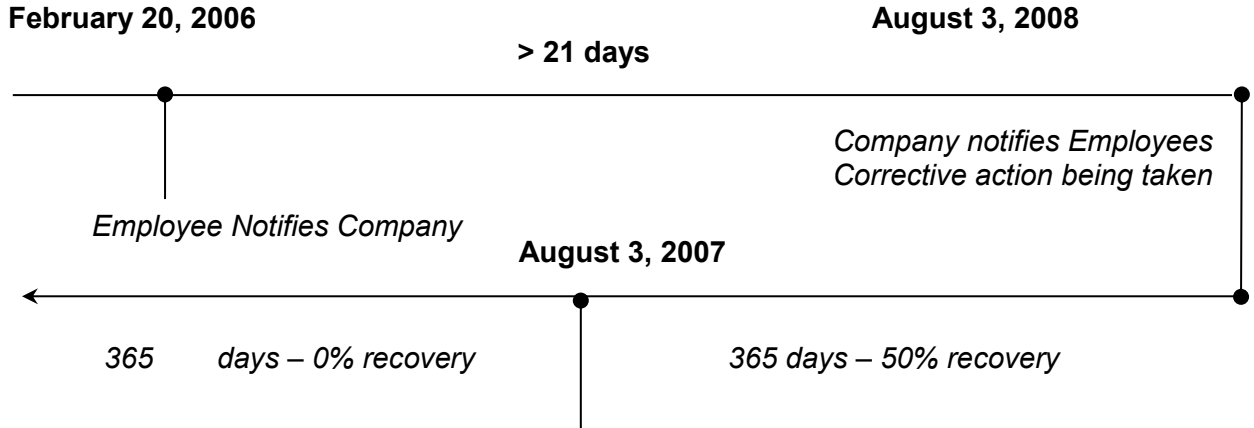 February 20, 2006
August 3, 2008
> 21 days
Company notifies Employees
Corrective action being taken
Employee Notifies Company
August 3, 2007
365 days – 0% recovery
365 days – 50% recovery